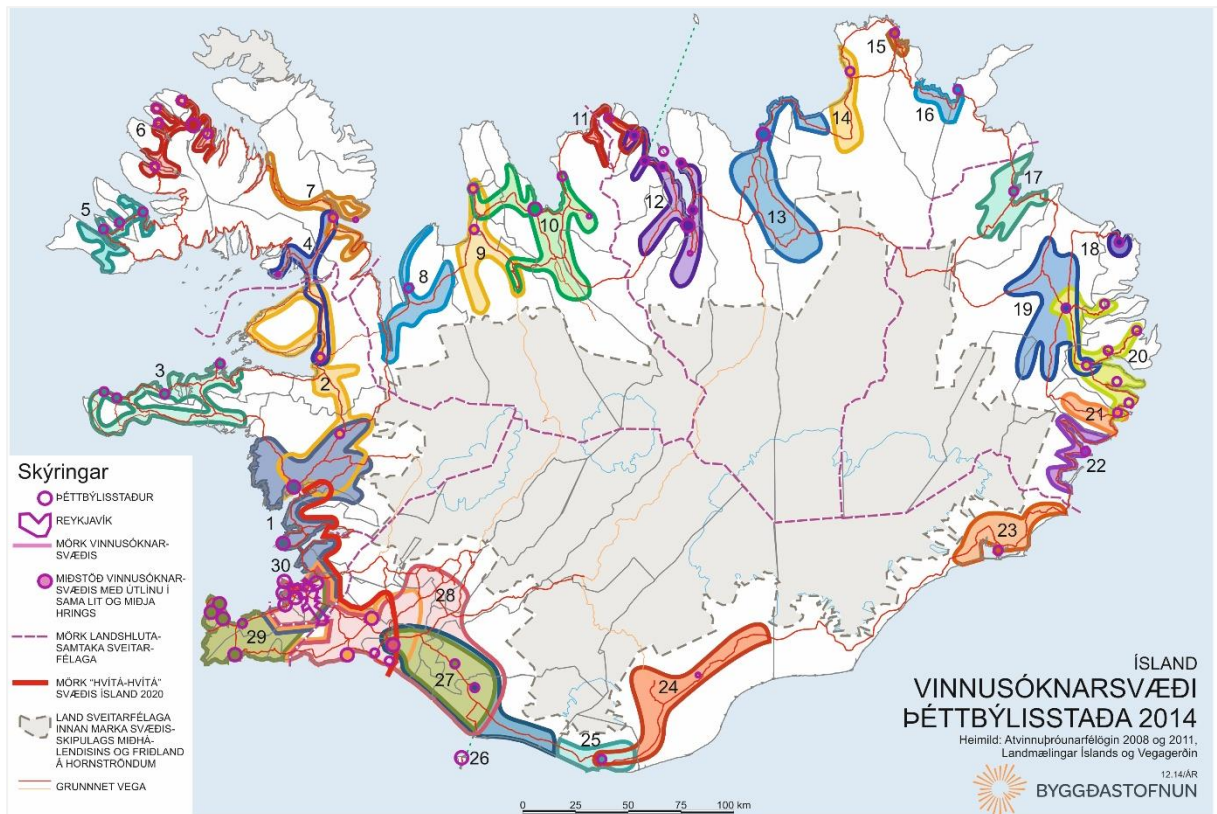 15
16
14
11
6
17
7
12
5
13
10
4
18
9
8
19
20
3
2
21
22
1
23
30
28
29
27
24
25
26
Skýringar
ÞÉTTBÝLISSTAÐUR
REYKJAVÍK
MÖRK VINNUSÓKNAR-
SVÆÐIS
MIÐSTÖÐ VINNUSÓKNAR-
SVÆÐIS MEÐ ÚTLÍNU Í
SAMA LIT OG MIÐJA
HRINGS
MÖRK LANDSHLUTA-
SAMTAKA SVEITAR-
FÉLAGA
MÖRK "HVÍTÁ-HVÍTÁ"
SVÆÐIS ÍSLAND 2020
LAND SVEITARFÉLAGA
INNAN MARKA SVÆÐIS-
SKIPULAGS MIÐHÁ-
LENDISINS OG FRIÐLAND
Á HORNSTRÖNDUM
GRUNNNET VEGA
0 25 50 75 100 km
ÍSLAND
VINNUSÓKNARSVÆÐI
ÞÉTTBÝLISSTAÐA 2014
Heimild: Atvinnuþróunarfélögin 2008 og 2011,
Landmælingar Íslands og Vegagerðin
12.14/ÁR
BYGGÐASTOFNUN